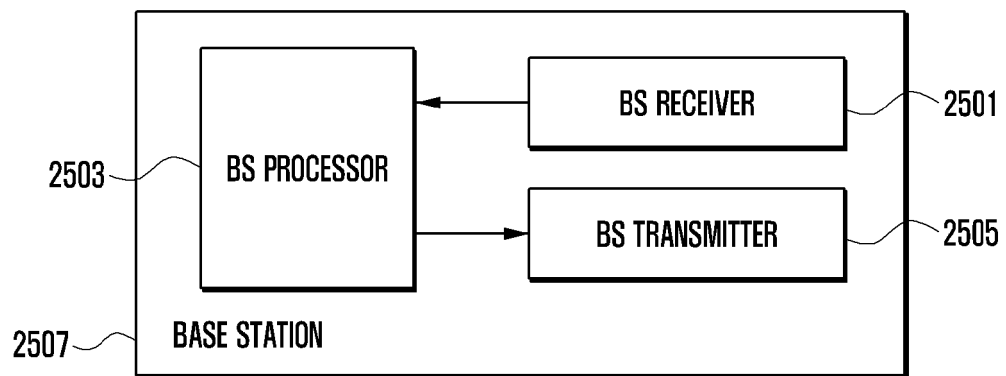 BS RECEIVER
2501
2503
BS PROCESSOR
BS TRANSMITTER
2505
2507
BASE STATION